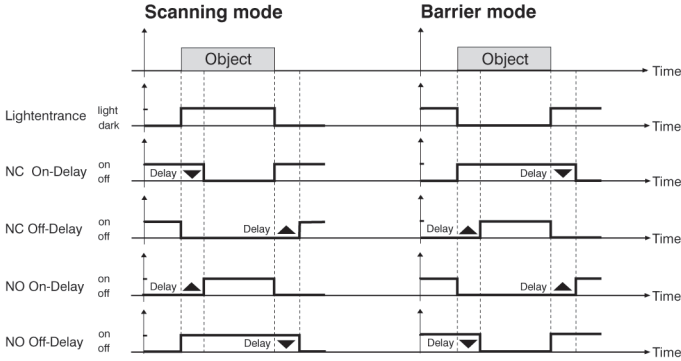 Scanning mode Barrier mode
Object Object
Time
Lightentrance light
dark Time
NC On-Delay on
off Delay Delay Time
NC Off-Delay on
off Delay Delay Time
NO On-Delay on
off Delay Delay Time
NO Off-Delay on
off Delay Delay Time